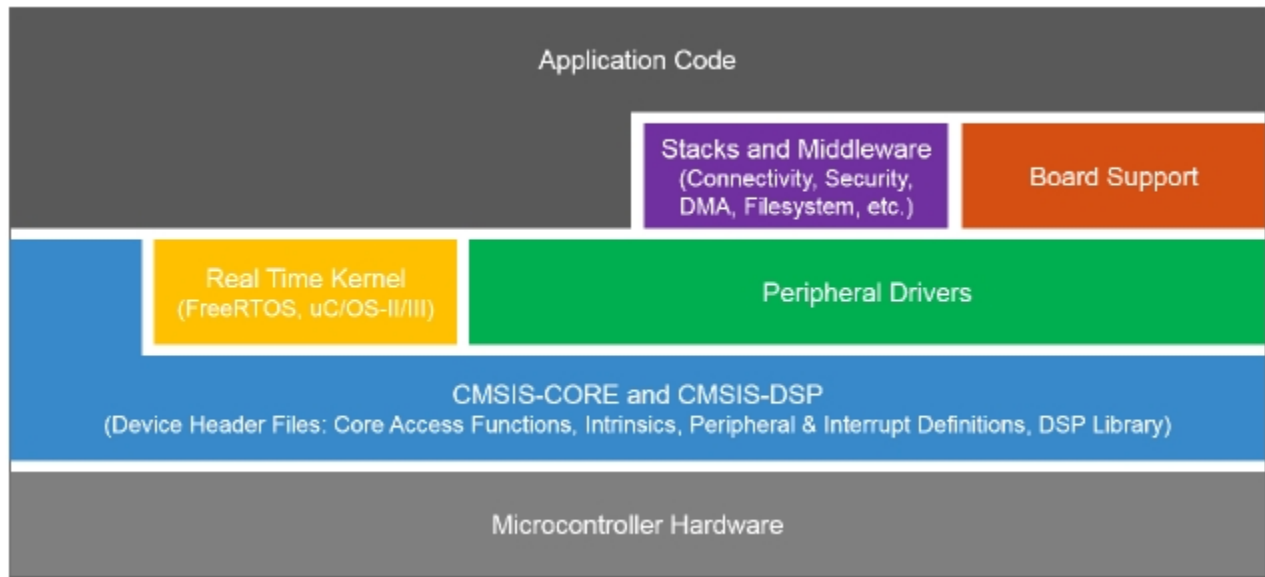 Application Code
Stacks and Middleware
(Connectivity, Security,
DMA, Filesystem, etc.)
Board Support
Real Time Kernel
(FreeRTOS, uC/OS-II/III)
Peripheral Drivers
CMSIS-CORE and CMSIS-DSP
(Device Header Files: Core Access Functions, Intrinsics, Peripheral & Interrupt Definitions, DSP Library)
Microcontroller Hardware